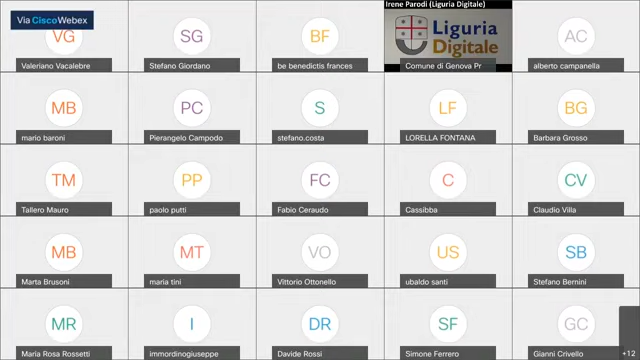 Via CiscoWebex
Irene Parodi (Liguria Digitale)
VG
SG
BF
Liguria
Digitale
AC
Valeriano Vacalebre
Stefano Giordano
be benedictis frances
Comune di Genova Pr
alberto campanella
MB
PC
S
LF
BG
mario baroni
Pierangelo Campodo
stefano.costa
LORELLA FONTANA
Barbara Grosso
TM
PP
FC
C
CV
Tallero Mauro
paolo putti
Fabio Ceraudo
Cassibba
Claudio Villa
MB
MT
VO
US
SB
Marta Brusoni
maria tini
Vittorio Ottonello
ubaldo santi
Stefano Bernini
MR
I
DR
SF
GC
Maria Rosa Rossetti
immordinogiuseppe
Davide Rossi
Simone Ferrero
Gianni Crivello
+12